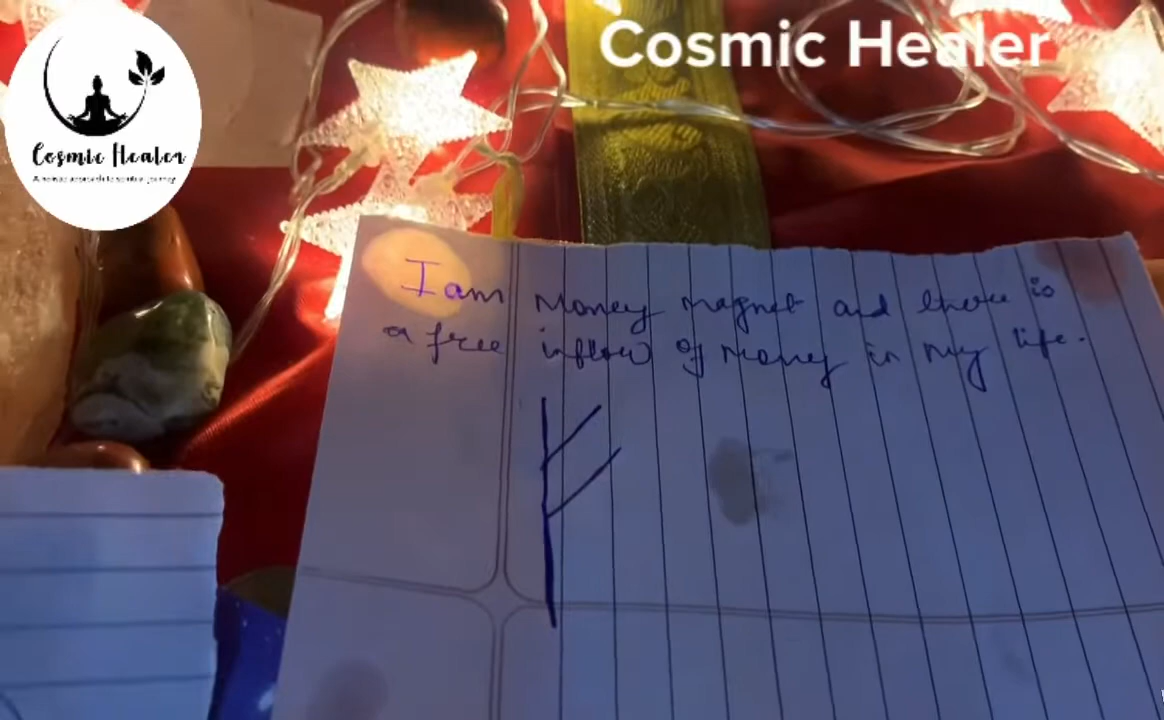 Cosmic Healer
Cosmic Healer
I am Money magnet and there is
a free inflow of money in my life.